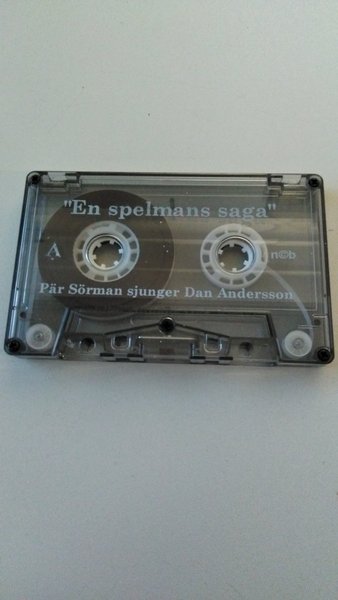 "En spelmans saga"
A
n©b
Pär Sörman sjunger Dan Andersson